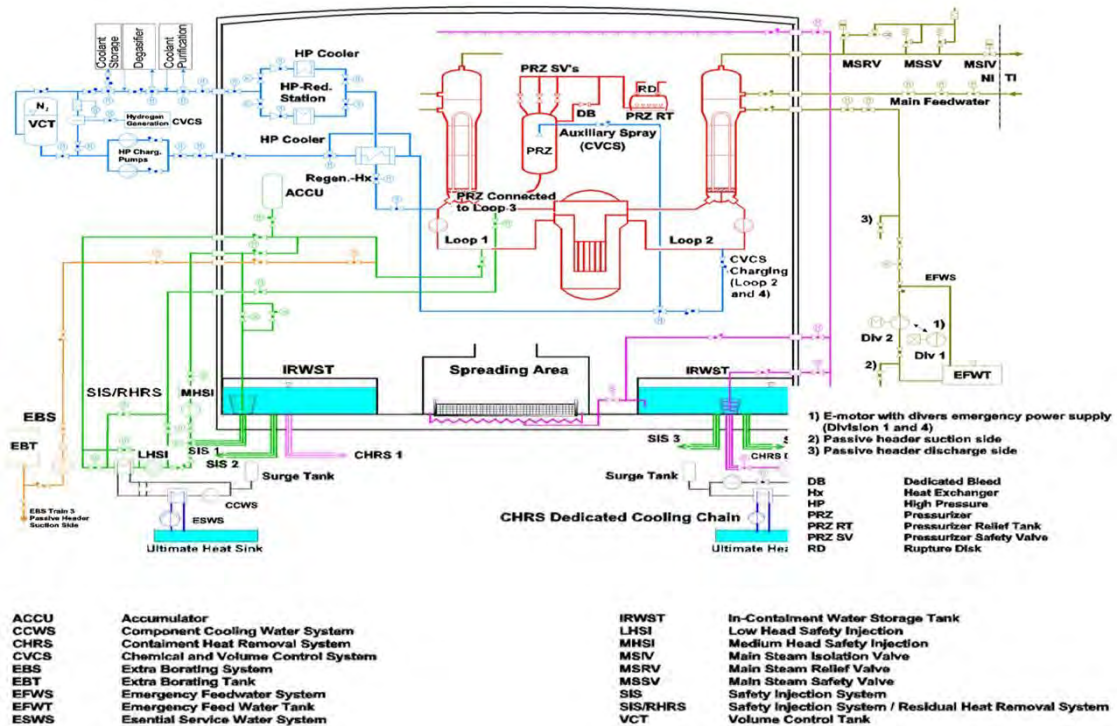 Coolant
Storage
Degasifier
Coolant
Purification
HP Cooler
HP-Red.
Station
N₂
VCT
Hydrogain
Generation
CVCS
HP Charg.
Pumps
HP Cooler
Regen.-Hx
ACCU
PRZ SV's
RD
DB
PRZ RT
Auxiliary Spray
(CVCS)
PRZ
PRZ Connected
to Loop 3
Loop 1
Loop 2
CVCS
Charging
(Loop 2
and 4)
MSRV
MSSV
MSIV
NI
TI
Main Feedwater
3)
EFWS
1)
Div 2
Div 1
2)
EFWT
IRWST
Spreading Area
IRWST
SIS/RHRS
MHSI
EBS
EBT
LHSI
SIS 1
SIS 2
CHRS 1
SIS 3
CHRS
Surge Tank
CCWS
ESWS
EBS Train 3
Passive Header
Suction Side
Ultimate Heat Sink
Surge Tank
CHRS Dedicated Cooling Chain
Ultimate Hea
1) E-motor with divers emergency power supply
(Division 1 and 4)
2) Passive header suction side
3) Passive header discharge side
DB Dedicated Bleed
Hx Heat Exchanger
HP High Pressure
PRZ Pressurizer
PRZ RT Pressurizer Relief Tank
PRZ SV Pressurizer Safety Valve
RD Rupture Disk
ACCU Accumulator
CCWS Component Cooling Water System
CHRS Contaiment Heat Removal System
CVCS Chemical and Volume Control System
EBS Extra Borating System
EBT Extra Borating Tank
EFWS Emergency Feedwater System
EFWT Emergency Feed Water Tank
ESWS Esential Service Water System
IRWST In-Contaiment Water Storage Tank
LHSI Low Head Safety Injection
MHSI Medium Head Safety Injection
MSIV Main Steam Isolation Valve
MSRV Main Steam Relief Valve
MSSV Main Steam Safety Valve
SIS Safety Injection System
SIS/RHRS Safety Injection System / Residual Heat Removal System
VCT Volume Control Tank